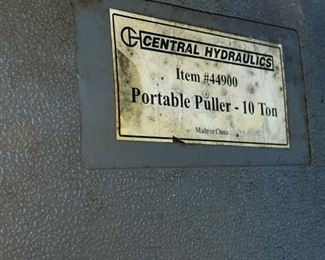 CENTRAL HYDRAULICS
Item #44900
Portable Puller - 10 Ton
Made in China